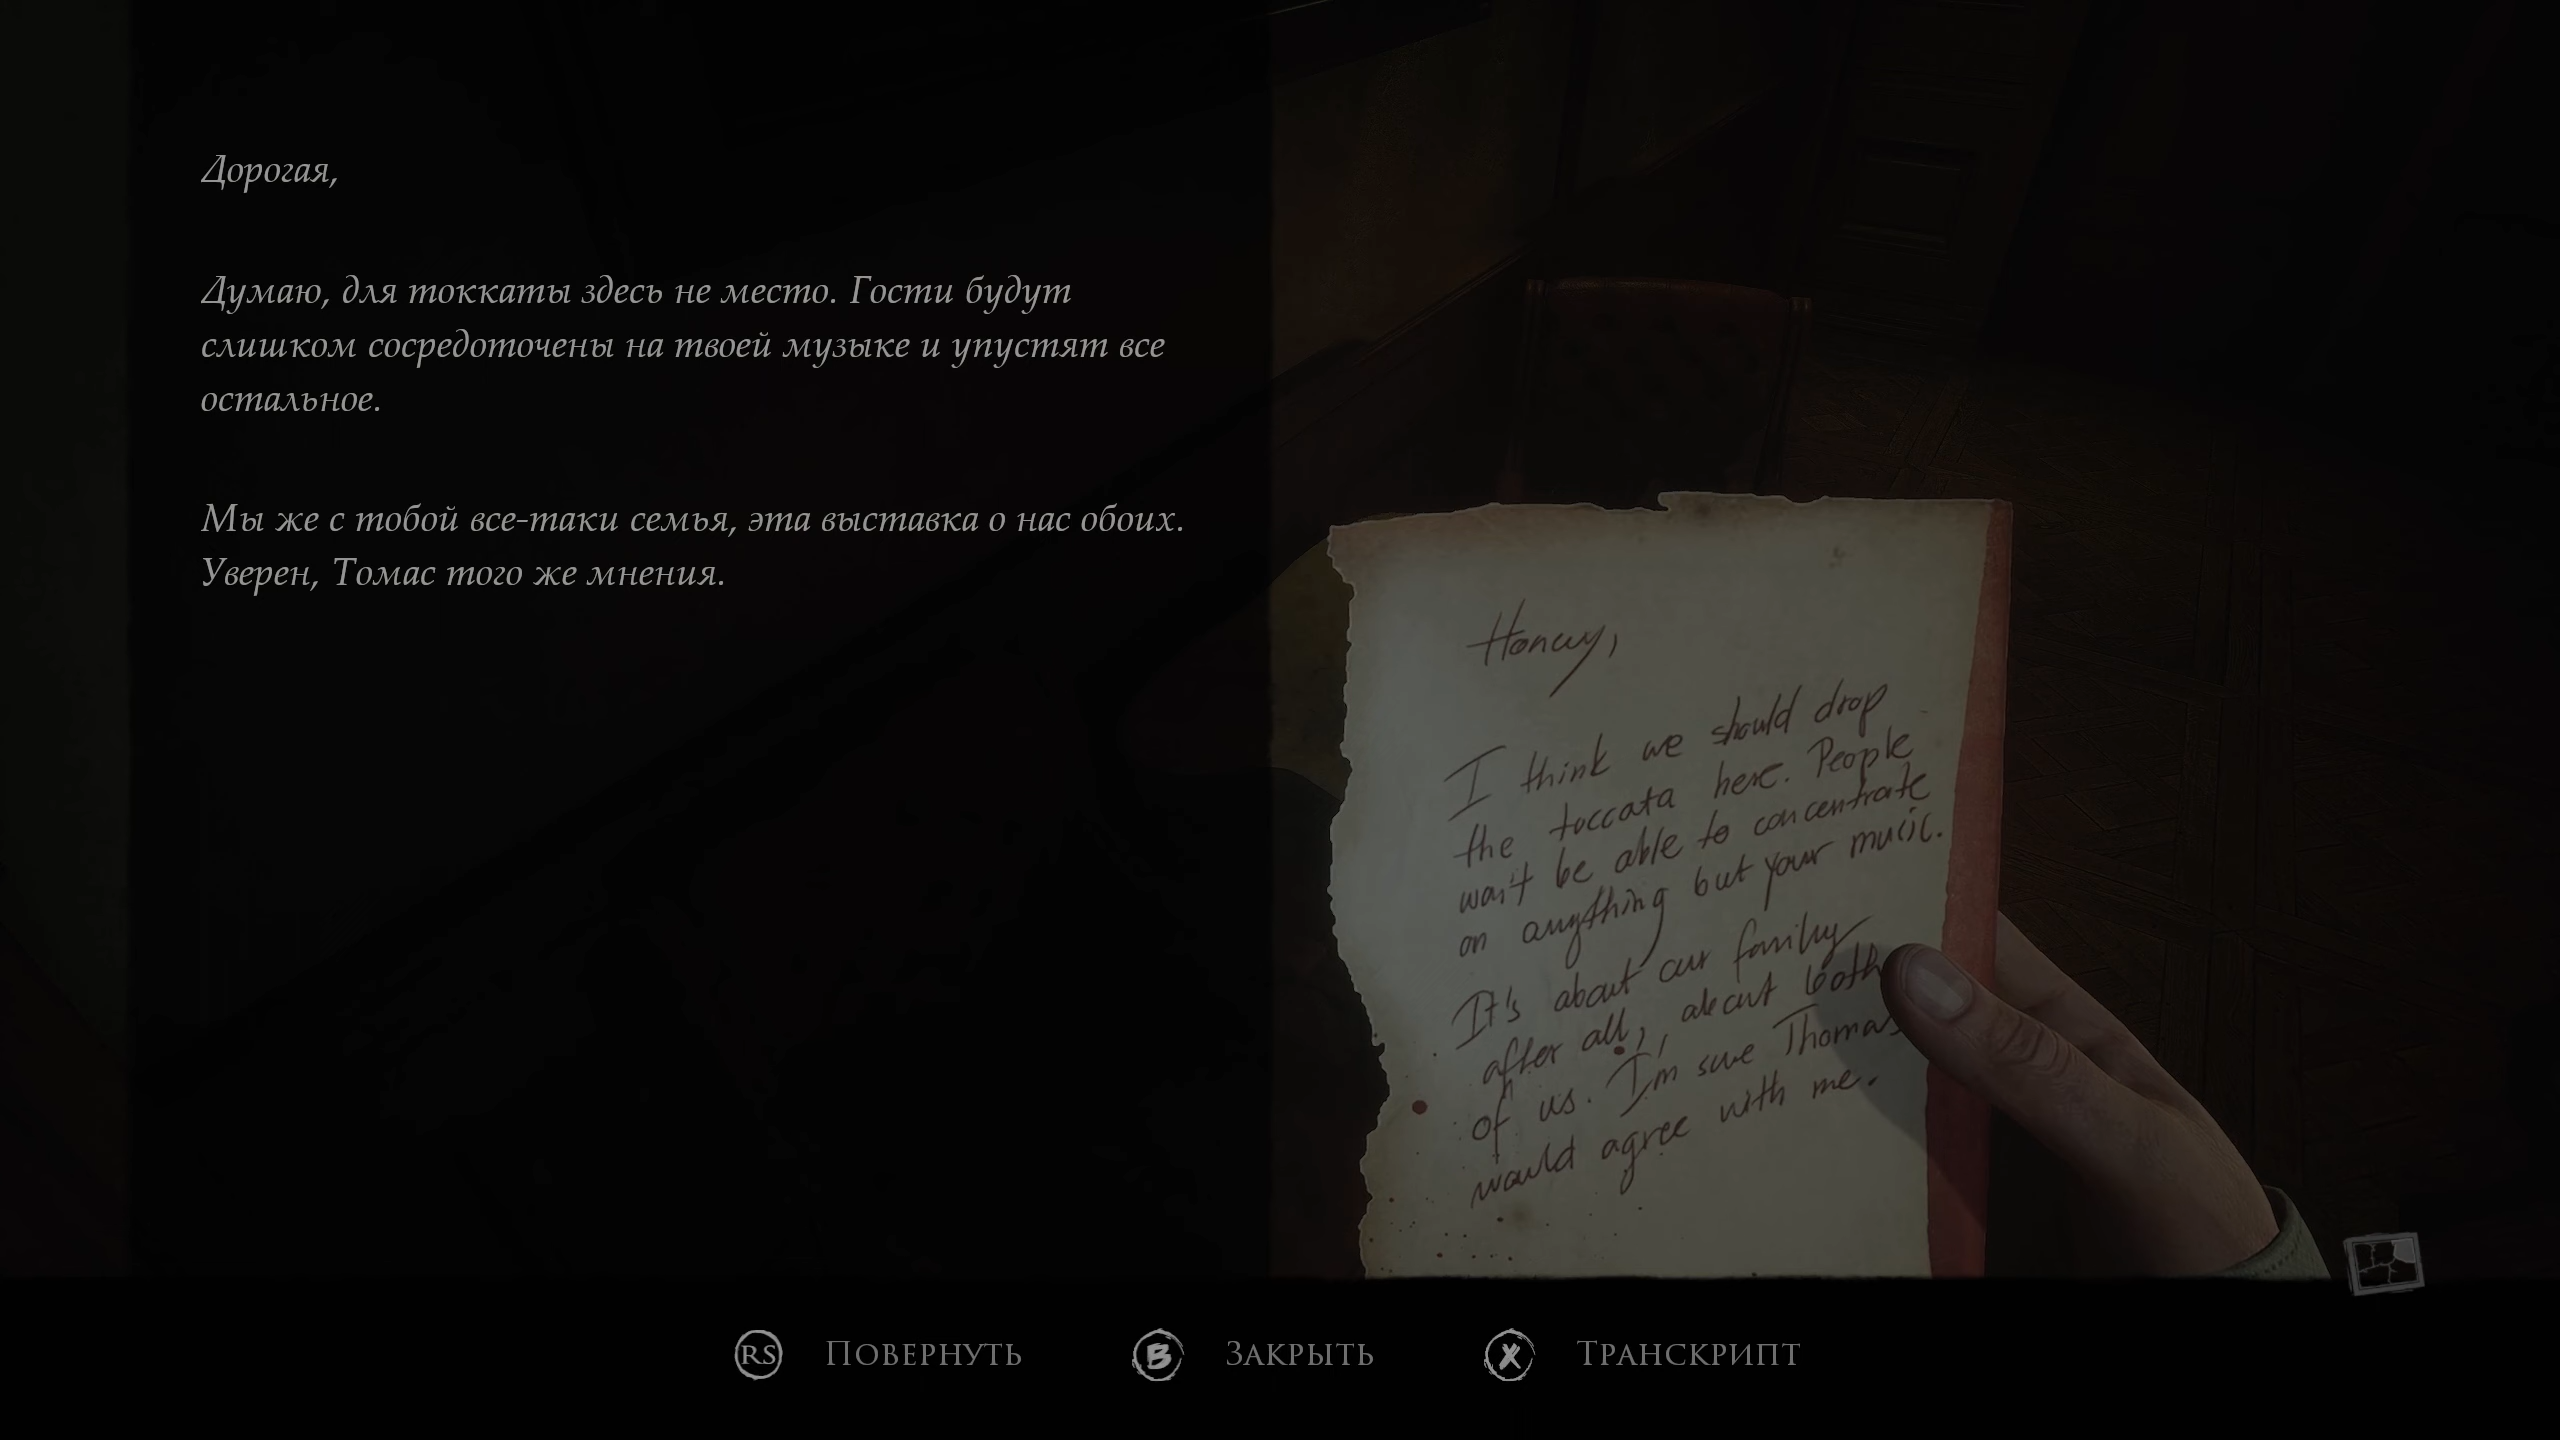 Дорогая,
Думаю, для токкаты здесь не место. Гости будут
слишком сосредоточены на твоей музыке и упустят все
остальное.
Мы же с тобой все-таки семья, эта выставка о нас обоих.
Уверен, Томас того же мнения.
Honey,
I think we should drop
the toccata here. People
won't be able to concentrate
on anything but your music.
It's about our family
after all, about both
of us. I'm sure Thomas
would agree with me.
RS Повернуть B Закрыть X Транскрипт